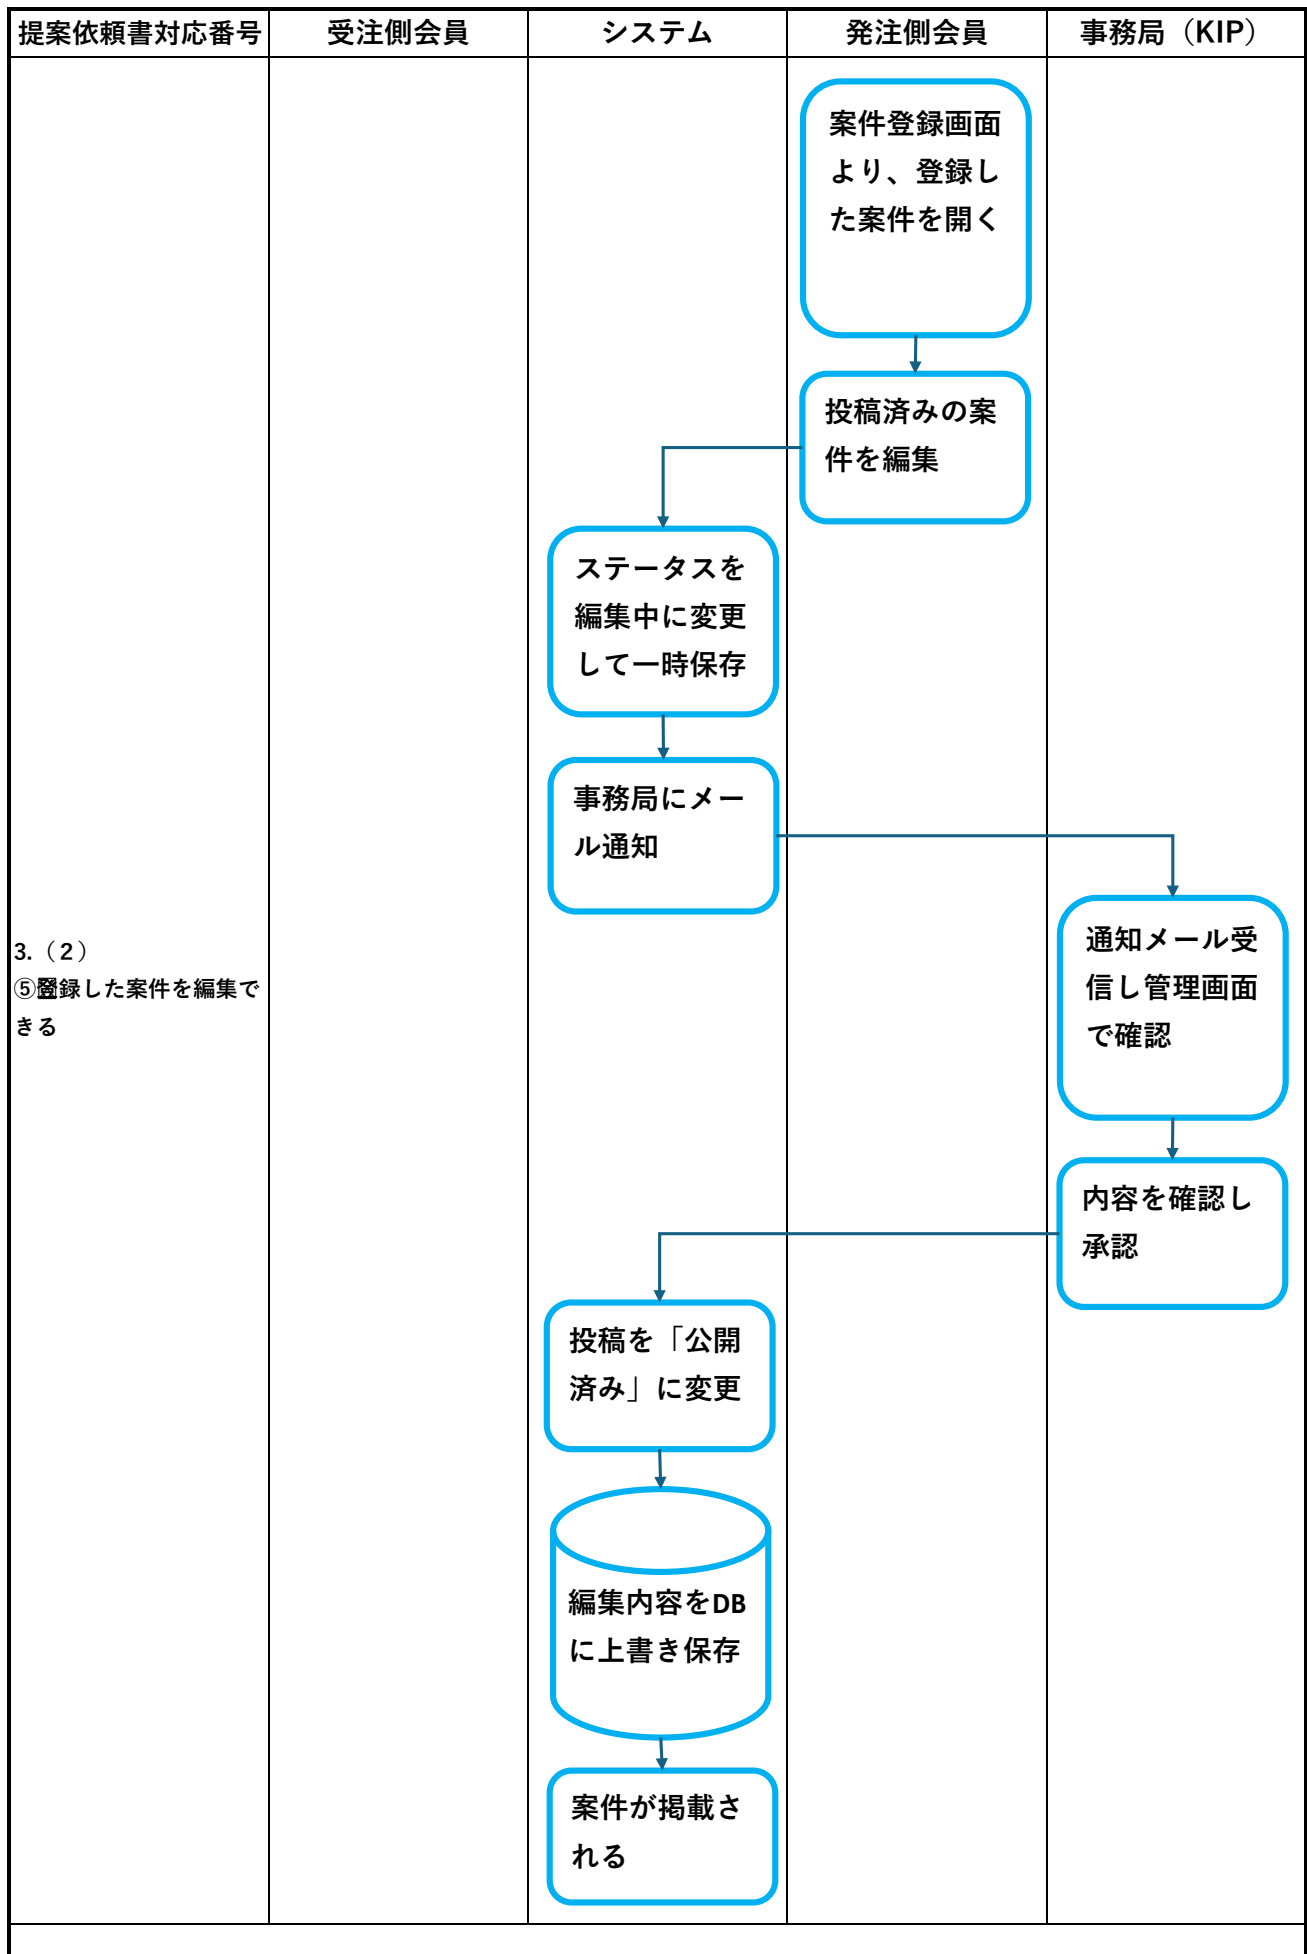 提案依頼書対応番号
受注側会員
システム
発注側会員
事務局（KIP）
案件登録画面
より、登録し
た案件を開く
投稿済みの案
件を編集
ステータスを
編集中に変更
して一時保存
事務局にメー
ル通知
3.（2）
⑤登録した案件を編集で
きる
通知メール受
信し管理画面
で確認
内容を確認し
承認
投稿を「公開
済み」に変更
編集内容をDB
に上書き保存
案件が掲載さ
れる